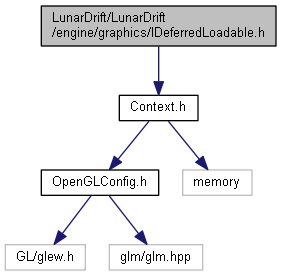 LunarDrift/LunarDrift
/engine/graphics/IDeferredLoadable.h
Context.h
OpenGLConfig.h
memory
GL/glew.h
glm/glm.hpp